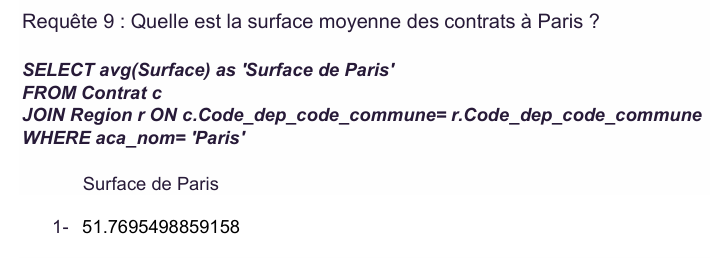 Requête 9 : Quelle est la surface moyenne des contrats à Paris ?
SELECT avg(Surface) as 'Surface de Paris'
FROM Contrat c
JOIN Region r ON c.Code_dep_code_commune= r.Code_dep_code_commune
WHERE aca_nom= 'Paris'
Surface de Paris
1- 51.7695498859158